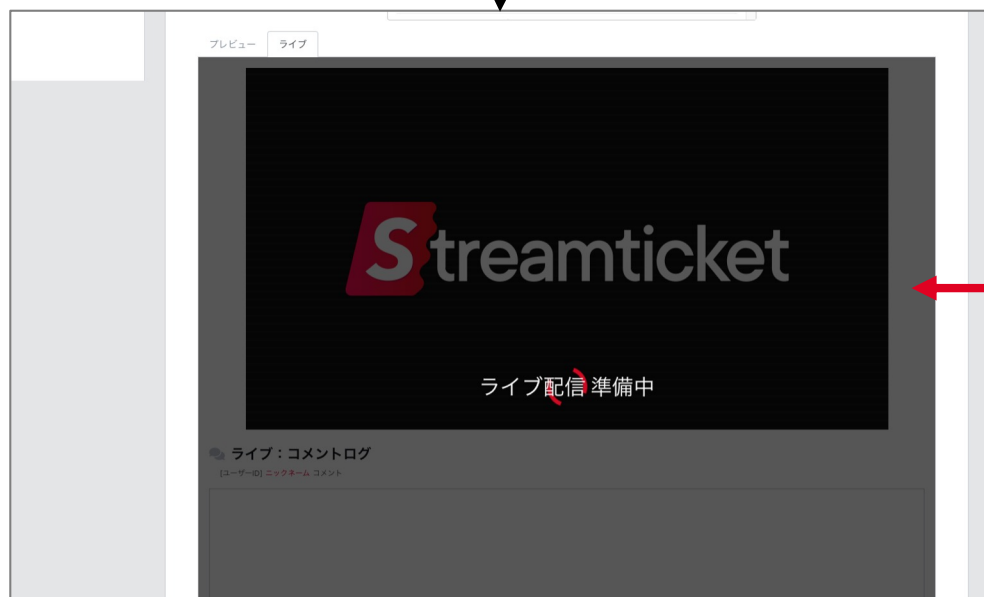 プレビュー
ライブ
Streamticket
ライブ配信 準備中
ライブ：コメントログ
[ユーザーID] ニックネーム コメント